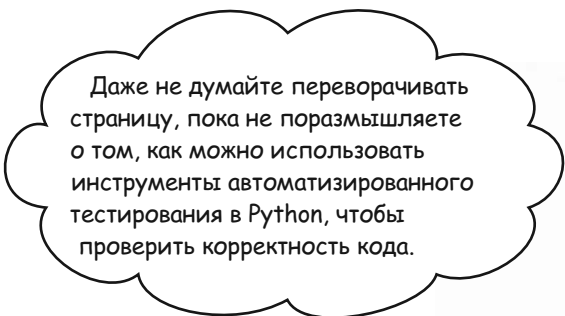 Даже не думайте переворачивать
страницу, пока не поразмышляете
о том, как можно использовать
инструменты автоматизированного
тестирования в Python, чтобы
проверить корректность кода.